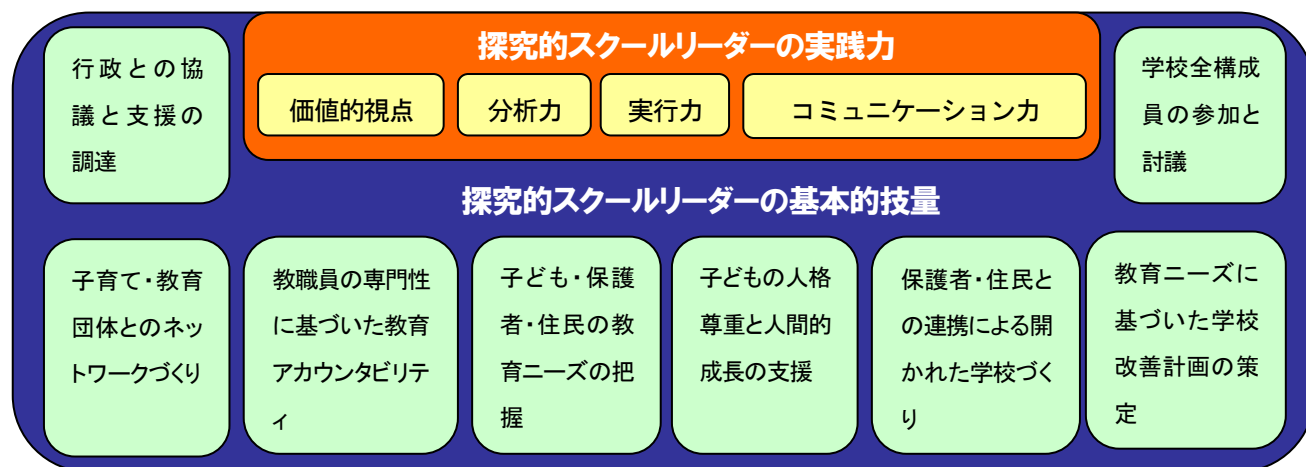 行政との協
議と支援の
調達
探究的スクールリーダーの実践力
価値的視点
分析力
実行力
コミュニケーション力
学校全構成
員の参加と
討議
探究的スクールリーダーの基本的技量
子育て・教育
団体とのネッ
トワークづくり
教職員の専門性
に基づいた教育
アカウンタビリテ
ィ
子ども・保護
者・住民の教
育ニーズの把
握
子どもの人格
尊重と人間的
成長の支援
保護者・住民と
の連携による開
かれた学校づく
り
教育ニーズに
基づいた学校
改善計画の策
定